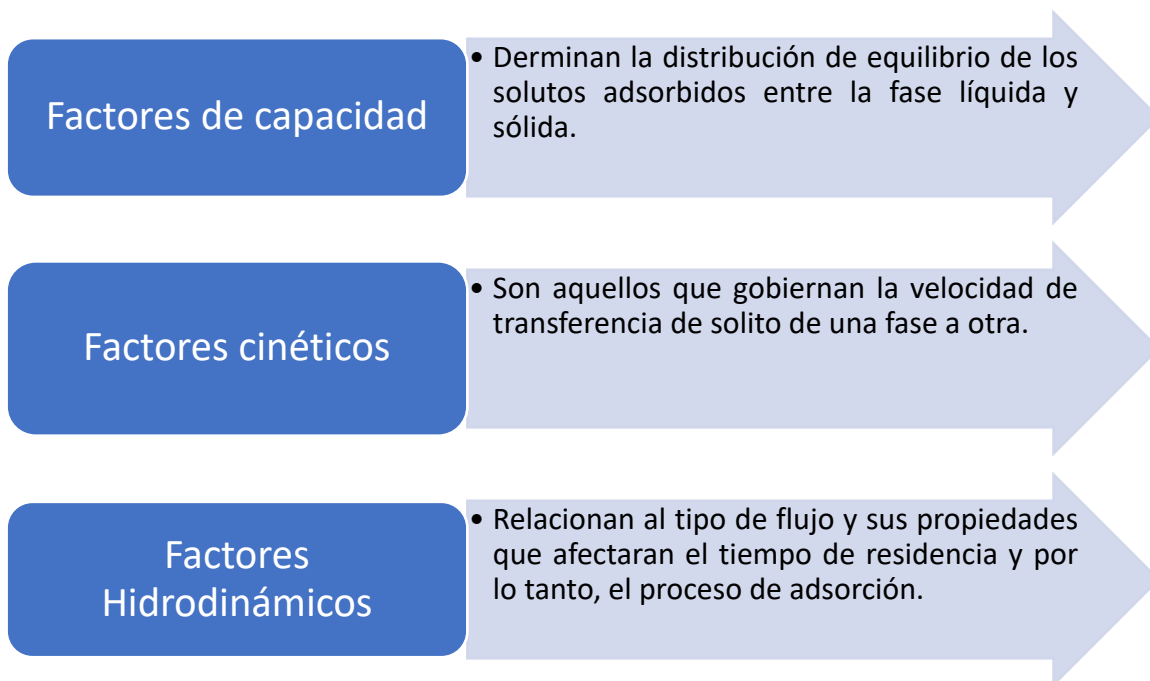 Factores de capacidad
• Derminan la distribución de equilibrio de los
solutos adsorbidos entre la fase líquida y
sólida.
Factores cinéticos
• Son aquellos que gobiernan la velocidad de
transferencia de solito de una fase a otra.
Factores
Hidrodinámicos
• Relacionan al tipo de flujo y sus propiedades
que afectaran el tiempo de residencia y por
lo tanto, el proceso de adsorción.